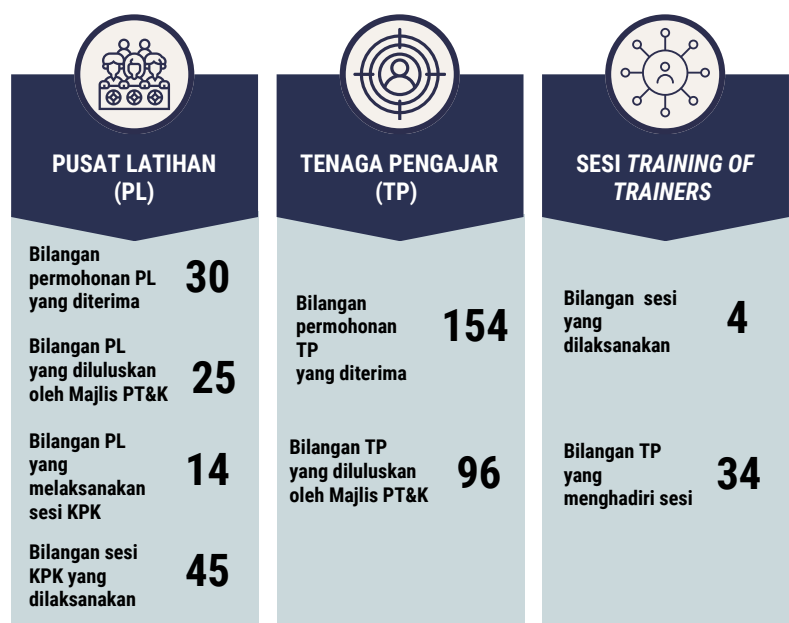 PUSAT LATIHAN
(PL)
Bilangan
permohonan PL
yang diterima
30
Bilangan PL
yang diluluskan
oleh Majlis PT&K
25
Bilangan PL
yang
melaksanakan
sesi KPK
14
Bilangan sesi
KPK yang
dilaksanakan
45
TENAGA PENGAJAR
(TP)
Bilangan
permohonan
TP
yang diterima
154
Bilangan TP
yang diluluskan
oleh Majlis PT&K
96
SESI TRAINING OF
TRAINERS
Bilangan sesi
yang
dilaksanakan
4
Bilangan TP
yang
menghadiri sesi
34